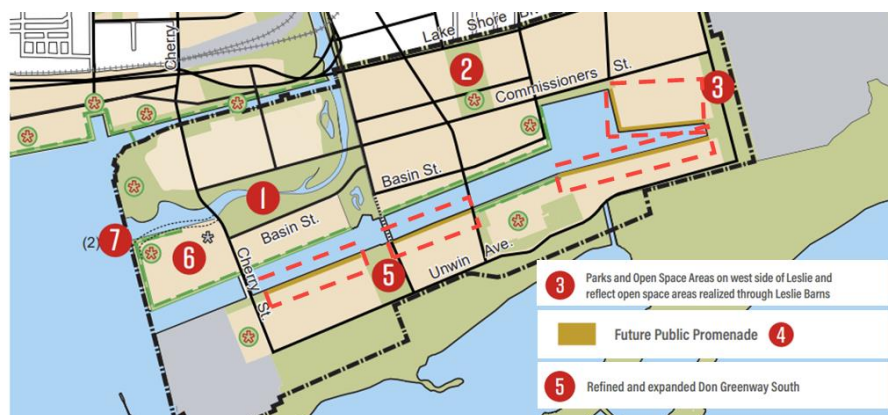 Cherry
Lake Shore
2
Commissioners St.
3
1
Basin St.
Basin St.
(2) 7
6
Cherry St.
5
Unwin Ave.
3 Parks and Open Space Areas on west side of Leslie and
reflect open space areas realized through Leslie Barns
Future Public Promenade 4
5 Refined and expanded Don Greenway South